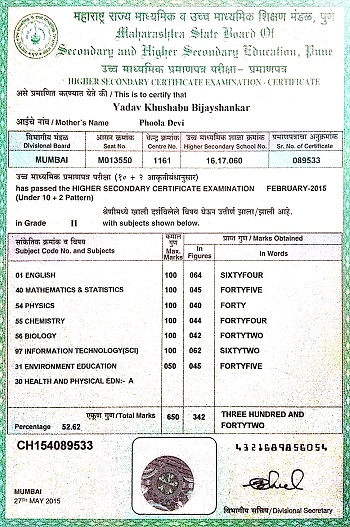 महाराष्ट्र राज्य माध्यमिक व उच्च माध्यमिक शिक्षण मंडळ, पुणे
Maharashtra State Board Of
Secondary and Higher Secondary Education, Pune
उच्च माध्यमिक प्रमाणपत्र परीक्षा - प्रमाणपत्र
HIGHER SECONDARY CERTIFICATE EXAMINATION - CERTIFICATE
असे प्रमाणित करण्यात येते की / This is to certify that
Yadav Khushabu Bijayshankar
आईचे नांव / Mother's Name Phoola Devi
विभागीय मंडळ आसन क्रमांक केन्द्र क्रमांक उच्च माध्यमिक शाळा क्रमांक प्रमाणपत्राचा अनुक्रमांक
Divisional Board Seat No. Centre No. Higher Secondary School No. Sr. No. of Certificate
MUMBAI M013550 1161 16.17.060 089533
उच्च माध्यमिक प्रमाणपत्र परीक्षा (१० + २ आकृतीबंधानुसार)
has passed the HIGHER SECONDARY CERTIFICATE EXAMINATION FEBRUARY-2015
(Under 10 + 2 Pattern)
श्रेणीमध्ये खाली दर्शविलेले विषय घेऊन उत्तीर्ण झाला/झाली आहे.
in Grade II with subjects shown below.
सांकेतिक क्रमांक व विषय कमाल गुण प्राप्त गुण / Marks Obtained
Subject Code No. and Subjects Max. Marks In Figures In Words
01 ENGLISH 100 064 SIXTYFOUR
40 MATHEMATICS & STATISTICS 100 045 FORTYFIVE
54 PHYSICS 100 040 FORTY
55 CHEMISTRY 100 044 FORTYFOUR
56 BIOLOGY 100 042 FORTYTWO
97 INFORMATION TECHNOLOGY(SCI) 100 062 SIXTYTWO
31 ENVIRONMENT EDUCATION 050 045 FORTYFIVE
30 HEALTH AND PHYSICAL EDN:- A
एकूण गुण/Total Marks 650 342 THREE HUNDRED AND
Percentage 52.62 FORTYTWO
CH154089533 4321689856054
MUMBAI
27TH MAY 2015 विभागीय सचिव/Divisional Secretary